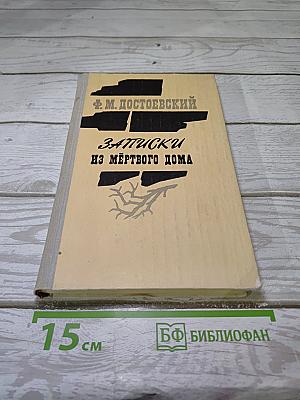 Ф. М. ДОСТОЕВСКИЙ
ЗАПИСКИ
ИЗ МЁРТВОГО ДОМА
15 см
БФ БИБЛИОФАН